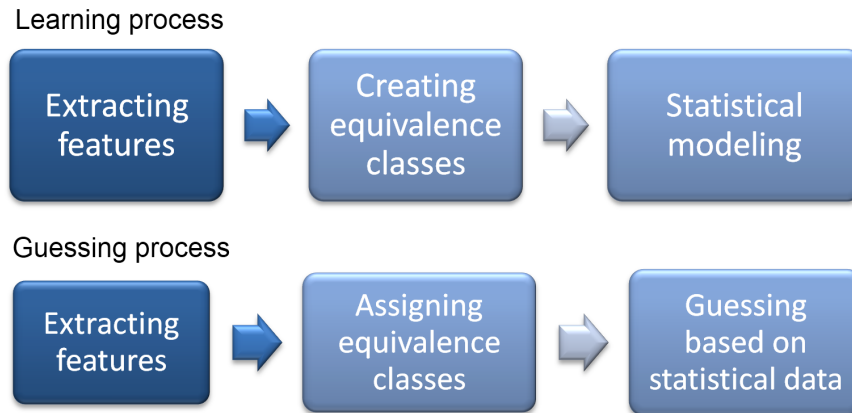 Learning process
Extracting
features
Creating
equivalence
classes
Statistical
modeling
Guessing process
Extracting
features
Assigning
equivalence
classes
Guessing
based on
statistical data